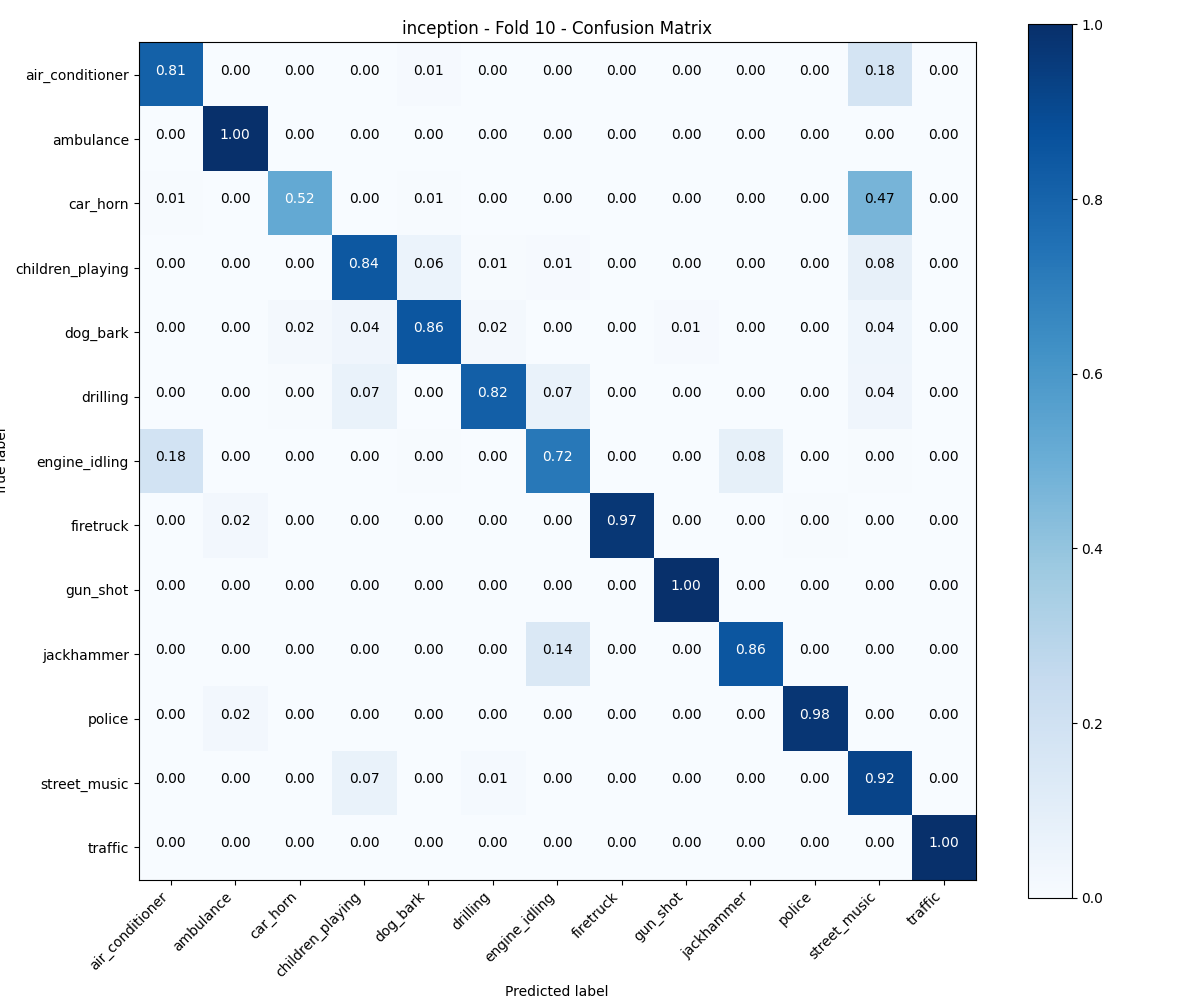 inception - Fold 10 - Confusion Matrix
air_conditioner 0.81 0.00 0.00 0.00 0.01 0.00 0.00 0.00 0.00 0.00 0.00 0.18 0.00
ambulance 0.00 1.00 0.00 0.00 0.00 0.00 0.00 0.00 0.00 0.00 0.00 0.00 0.00
car_horn 0.01 0.00 0.52 0.00 0.01 0.00 0.00 0.00 0.00 0.00 0.00 0.47 0.00
children_playing 0.00 0.00 0.00 0.84 0.06 0.01 0.01 0.00 0.00 0.00 0.00 0.08 0.00
dog_bark 0.00 0.00 0.02 0.04 0.86 0.02 0.00 0.00 0.01 0.00 0.00 0.04 0.00
drilling 0.00 0.00 0.00 0.07 0.00 0.82 0.07 0.00 0.00 0.00 0.00 0.04 0.00
engine_idling 0.18 0.00 0.00 0.00 0.00 0.00 0.72 0.00 0.00 0.08 0.00 0.00 0.00
firetruck 0.00 0.02 0.00 0.00 0.00 0.00 0.00 0.97 0.00 0.00 0.00 0.00 0.00
gun_shot 0.00 0.00 0.00 0.00 0.00 0.00 0.00 0.00 1.00 0.00 0.00 0.00 0.00
jackhammer 0.00 0.00 0.00 0.00 0.00 0.00 0.14 0.00 0.00 0.86 0.00 0.00 0.00
police 0.00 0.02 0.00 0.00 0.00 0.00 0.00 0.00 0.00 0.00 0.98 0.00 0.00
street_music 0.00 0.00 0.00 0.07 0.00 0.01 0.00 0.00 0.00 0.00 0.00 0.92 0.00
traffic 0.00 0.00 0.00 0.00 0.00 0.00 0.00 0.00 0.00 0.00 0.00 0.00 1.00
air_conditioner ambulance car_horn children_playing dog_bark drilling engine_idling firetruck gun_shot jackhammer police street_music traffic
Predicted label
1.0
0.8
0.6
0.4
0.2
0.0